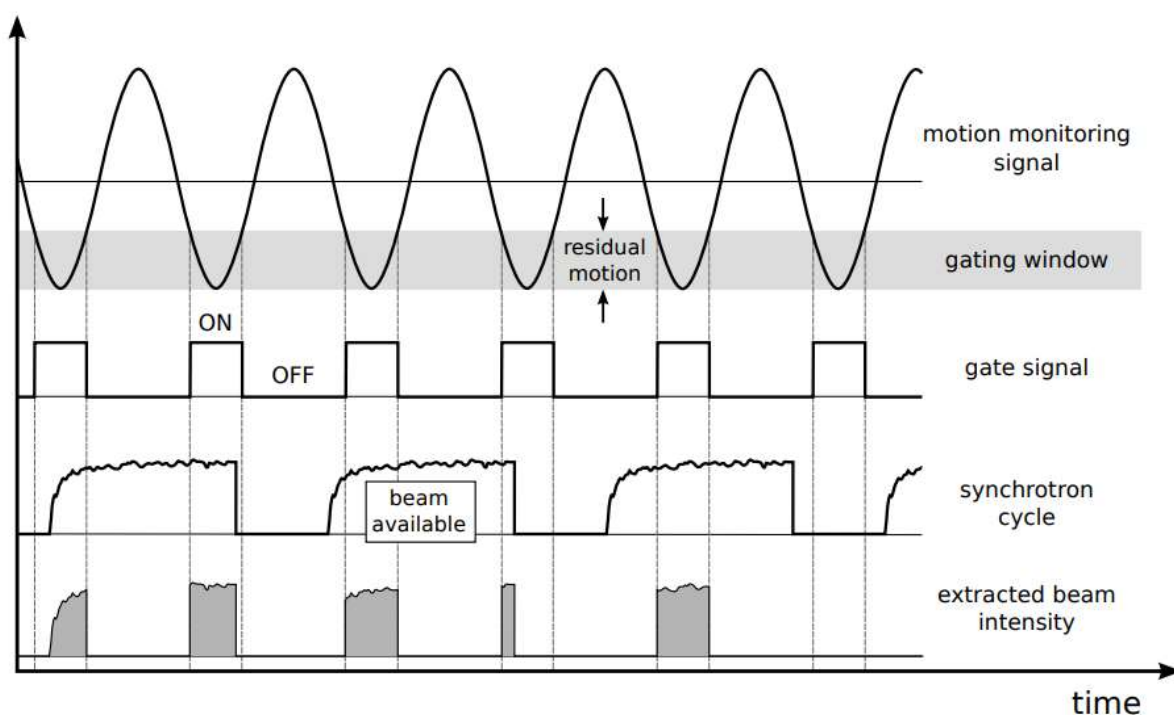 motion monitoring
signal
residual
motion
gating window
ON
OFF
gate signal
beam
available
synchrotron
cycle
extracted beam
intensity
time